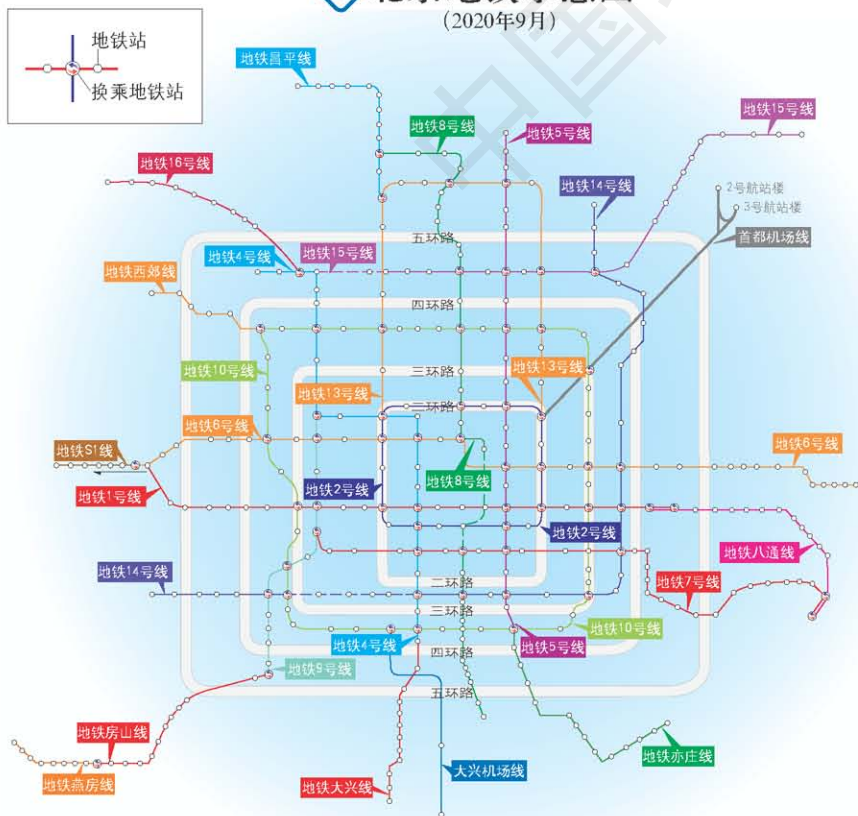 (2020年9月)
地铁站
换乘地铁站
地铁昌平线
地铁8号线
地铁5号线
地铁15号线
地铁16号线
地铁14号线
2号航站楼
3号航站楼
首都机场线
五环路
地铁4号线
地铁15号线
地铁西郊线
四环路
三环路
地铁10号线
地铁13号线
地铁13号线
二环路
地铁6号线
地铁S1线
地铁6号线
地铁8号线
地铁1号线
地铁2号线
地铁2号线
地铁八通线
地铁14号线
地铁7号线
二环路
三环路
地铁10号线
地铁4号线
地铁5号线
四环路
地铁9号线
五环路
地铁房山线
地铁亦庄线
大兴机场线
地铁燕房线
地铁大兴线
中国